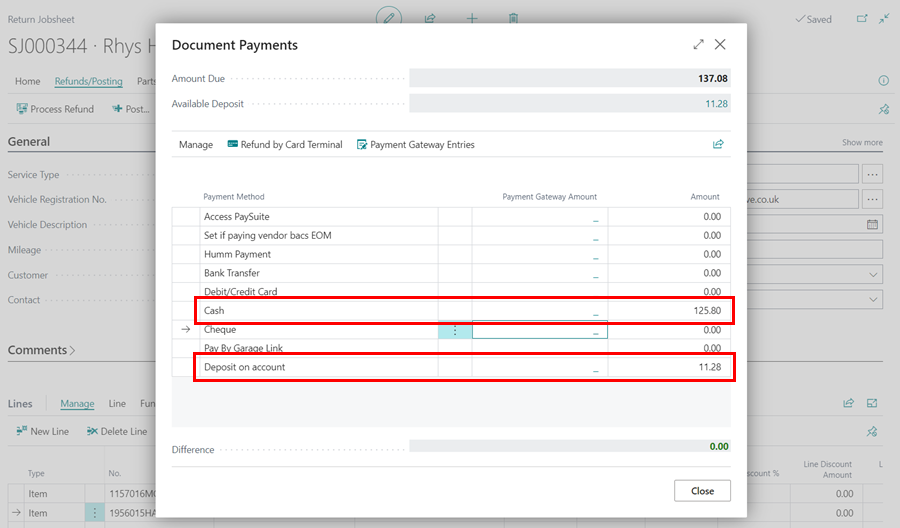 Return Jobsheet
Saved
SJ000344 · Rhys H
Home Refunds/Posting Parts
Process Refund Post...
General
Show more
Service Type
Vehicle Registration No.
ve.co.uk
Vehicle Description
Mileage
Customer
Contact
Comments
Lines Manage Line Fun
New Line Delete Line
Type No. Discount % Line Discount Amount L
Item 1157016MO 0.00
Item 1956015HA 0.00
Document Payments
Amount Due 137.08
Available Deposit 11.28
Manage Refund by Card Terminal Payment Gateway Entries
Payment Method Payment Gateway Amount Amount
Access PaySuite _ 0.00
Set if paying vendor bacs EOM _ 0.00
Humm Payment _ 0.00
Bank Transfer _ 0.00
Debit/Credit Card 0.00
Cash _ 125.80
Cheque _ 0.00
Pay By Garage Link 0.00
Deposit on account _ 11.28
Difference 0.00
Close